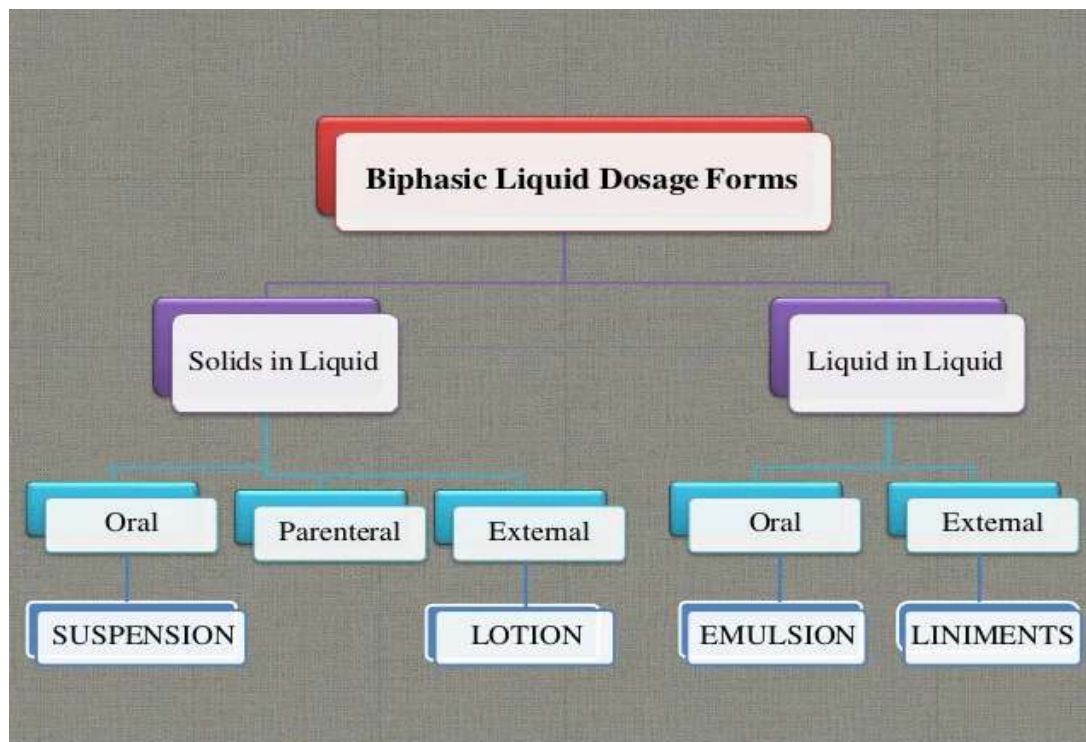 Biphasic Liquid Dosage Forms
Solids in Liquid
Liquid in Liquid
Oral
Parenteral
External
Oral
External
SUSPENSION
LOTION
EMULSION
LINIMENTS